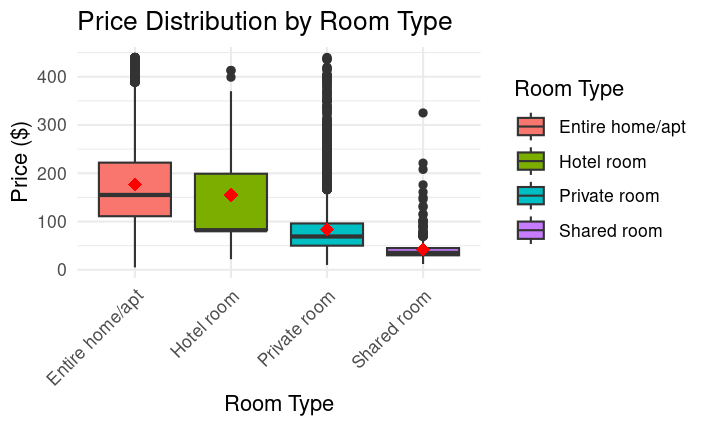 Price Distribution by Room Type
Price ($)
400
300
200
100
0
Entire home/apt
Hotel room
Private room
Shared room
Room Type
Room Type
Entire home/apt
Hotel room
Private room
Shared room